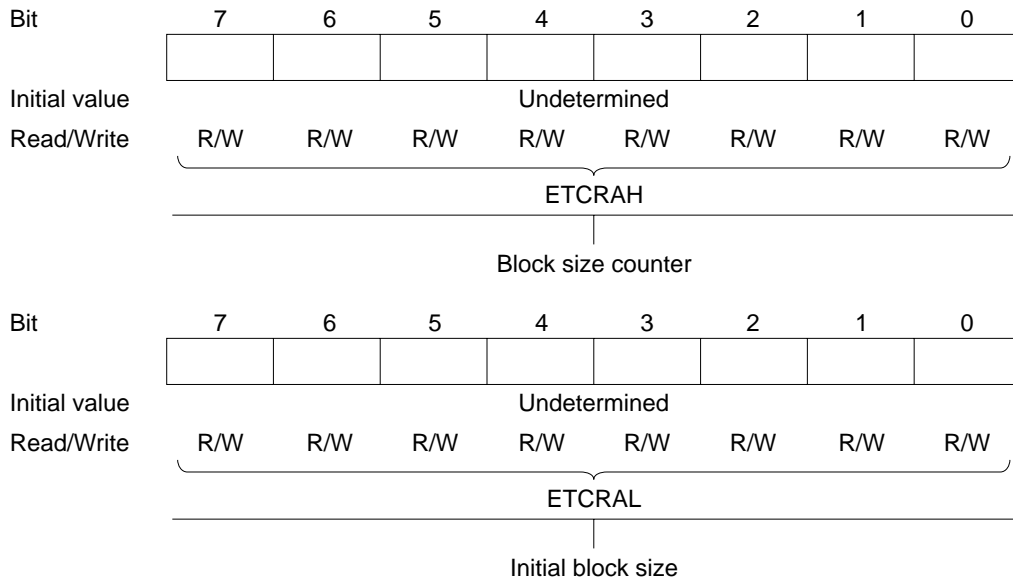 Bit 7 6 5 4 3 2 1 0
Initial value Undetermined
Read/Write R/W R/W R/W R/W R/W R/W R/W R/W
ETCRAH
Block size counter
Bit 7 6 5 4 3 2 1 0
Initial value Undetermined
Read/Write R/W R/W R/W R/W R/W R/W R/W R/W
ETCRAL
Initial block size